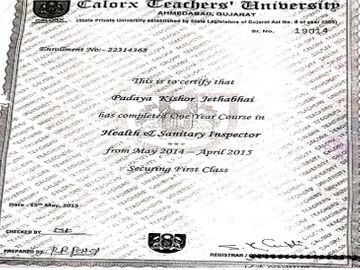 Calorx Teachers' University
AHMEDABAD, GUJARAT
(State Private University established by State Legislature of Gujarat Act No. 8 of year 2009)
Sr. No. 19014
Enrollment No:- 22314368
This is to certify that
Padaya Kishor Jethabhai
has completed One Year Course in
Health & Sanitary Inspector
from May 2014 – April 2015
Securing First Class
Date : 15th May, 2015
CHECKED BY
PREPARED BY
REGISTRAR /